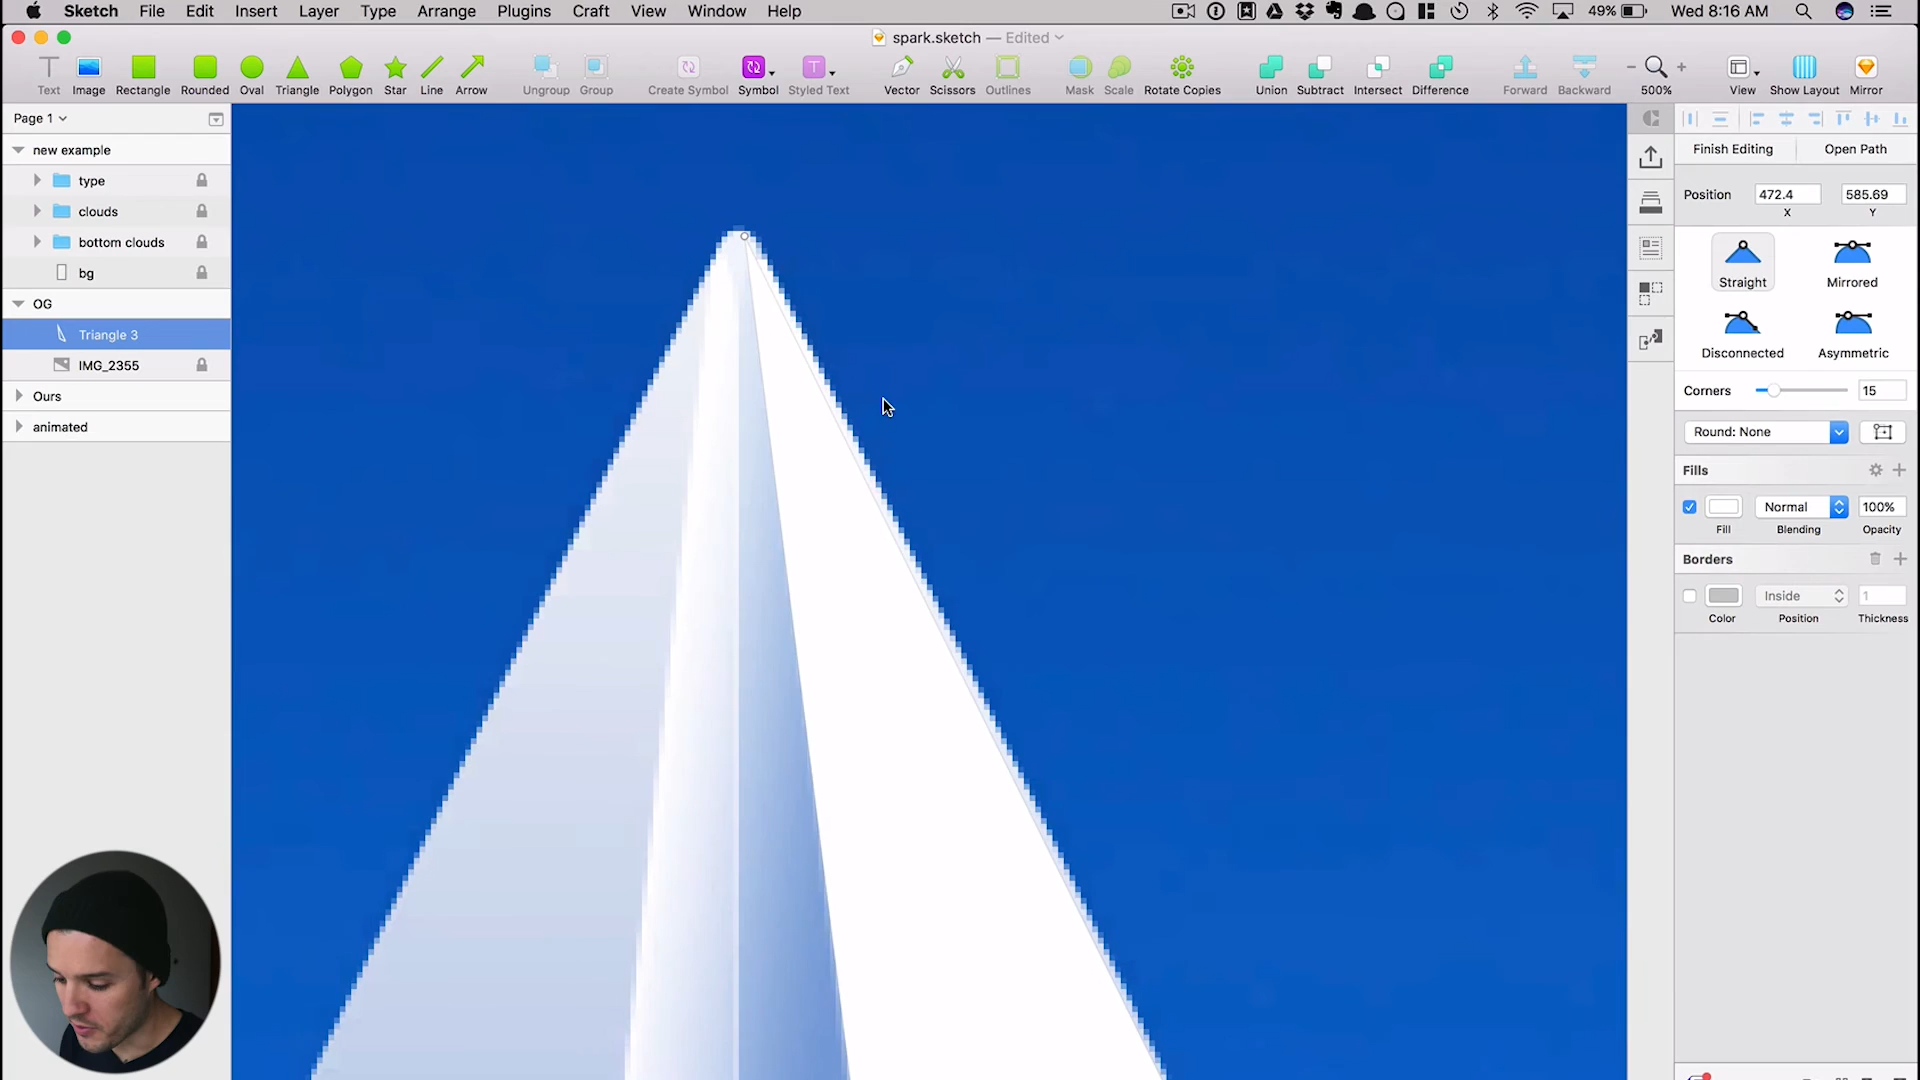 Sketch File Edit Insert Layer Type Arrange Plugins Craft View Window Help 49% Wed 8:16 AM
spark.sketch — Edited
Text Image Rectangle Rounded Oval Triangle Polygon Star Line Arrow Ungroup Group Create Symbol Symbol Styled Text Vector Scissors Outlines Mask Scale Rotate Copies Union Subtract Intersect Difference Forward Backward 500% View Show Layout Mirror
Page 1
new example
type
clouds
bottom clouds
bg
OG
Triangle 3
IMG_2355
Ours
animated
Finish Editing Open Path
Position 472.4 585.69
X Y
Straight Mirrored
Disconnected Asymmetric
Corners 15
Round: None
Fills
Normal 100%
Fill Blending Opacity
Borders
Inside 1
Color Position Thickness